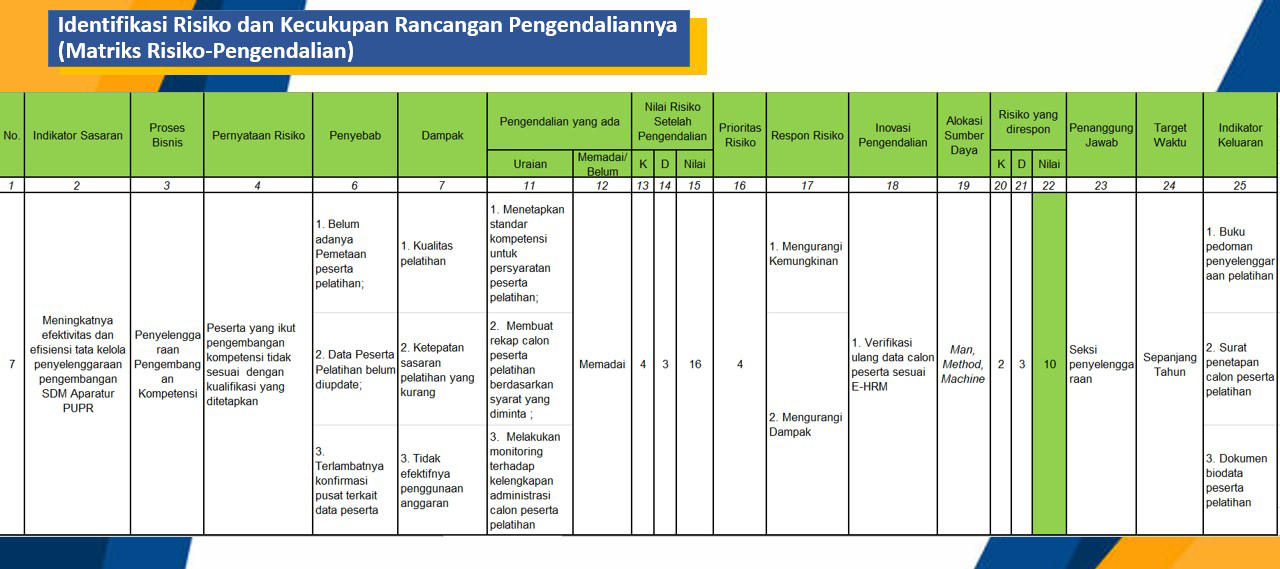 Identifikasi Risiko dan Kecukupan Rancangan Pengendaliannya
(Matriks Risiko-Pengendalian)
No.
Indikator Sasaran
Proses
Bisnis
Pernyataan Risiko
Penyebab
Dampak
Pengendalian yang ada
Uraian
Memadai/
Belum
Nilai Risiko
Setelah
Pengendalian
K
D
Nilai
Prioritas
Risiko
Respon Risiko
Inovasi
Pengendalian
Alokasi
Sumber
Daya
Risiko yang
direspon
K
D
Nilai
Penanggung
Jawab
Target
Waktu
Indikator
Keluaran
1
2
3
4
6
7
11
12
13
14
15
16
17
18
19
20
21
22
23
24
25
7
Meningkatnya
efektivitas dan
efisiensi tata kelola
penyelenggaraan
pengembangan
SDM Aparatur
PUPR
Penyelengga
raan
Pengembang
an
Kompetensi
Peserta yang ikut
pengembangan
kompetensi tidak
sesuai dengan
kualifikasi yang
ditetapkan
1. Belum
adanya
Pemetaan
peserta
pelatihan;
2. Data Peserta
Pelatihan belum
diupdate;
3.
Terlambatnya
konfirmasi
pusat terkait
data peserta
1. Kualitas
pelatihan
2. Ketepatan
sasaran
pelatihan yang
kurang
3. Tidak
efektifnya
penggunaan
anggaran
1. Menetapkan
standar
kompetensi
untuk
persyaratan
peserta
pelatihan;
2. Membuat
rekap calon
peserta
pelatihan
berdasarkan
syarat yang
diminta ;
3. Melakukan
monitoring
terhadap
kelengkapan
administrasi
calon peserta
pelatihan
Memadai
4
3
16
4
1. Mengurangi
Kemungkinan
2. Mengurangi
Dampak
1. Verifikasi
ulang data calon
peserta sesuai
E-HRM
Man,
Method,
Machine
2
3
10
Seksi
penyelengga
raan
Sepanjang
Tahun
1. Buku
pedoman
penyelenggar
aan pelatihan
2. Surat
penetapan
calon peserta
pelatihan
3. Dokumen
biodata
peserta
pelatihan